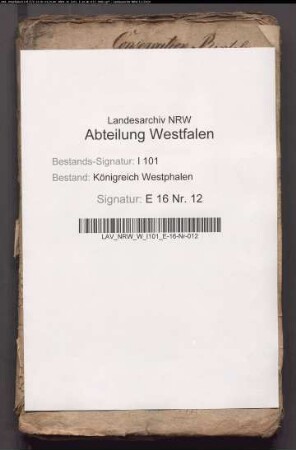 Landesarchiv NRW
Abteilung Westfalen
Bestands-Signatur: I 101
Bestand: Königreich Westphalen
Signatur: E 16 Nr. 12
LAV_NRW_W_I101_E-16-Nr-012